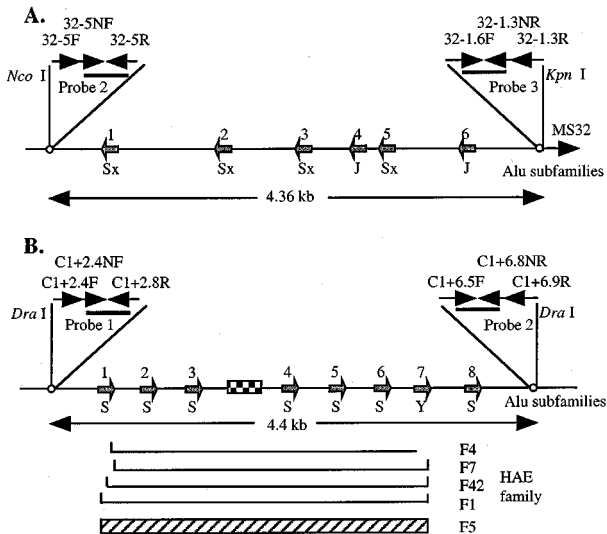 A.
32-5NF
32-5F 32-5R
32-1.3NR
32-1.6F 32-1.3R
Nco I
Probe 2
Probe 3
Kpn I
MS32
1 2 3 4 5 6
Sx Sx Sx J Sx J
Alu subfamilies
4.36 kb
B.
C1+2.4NF
C1+2.4F C1+2.8R
C1+6.8NR
C1+6.5F C1+6.9R
Dra I
Probe 1
Probe 2
Dra I
1 2 3 4 5 6 7 8
S S S S S S Y S
Alu subfamilies
4.4 kb
F4
F7
F42
F1
F5
HAE
family